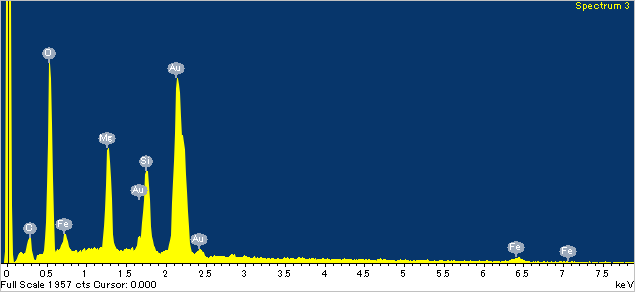 Spectrum 3
O
Au
Mg
Si
Au
C
Fe
Au
Fe
Fe
0 0.5 1 1.5 2 2.5 3 3.5 4 4.5 5 5.5 6 6.5 7 7.5
Full Scale 1957 cts Cursor: 0.000 keV